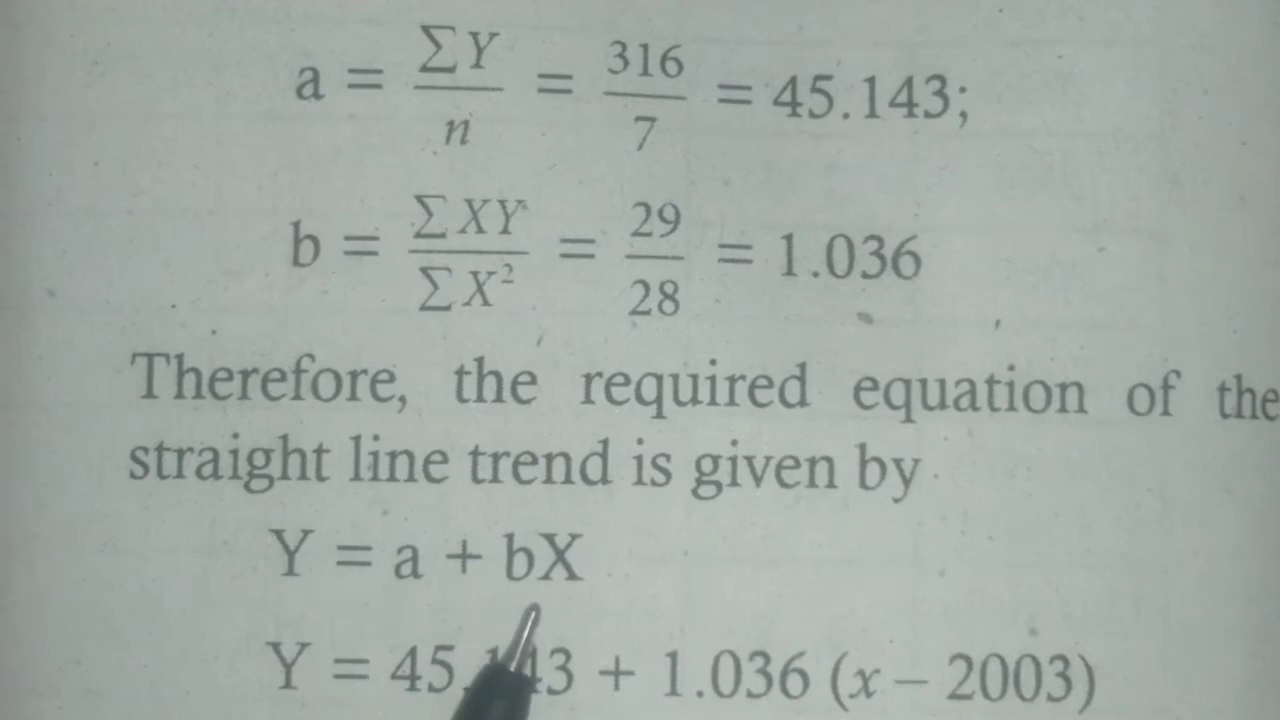 a = ΣY / n = 316 / 7 = 45.143;
b = ΣXY / ΣX² = 29 / 28 = 1.036
Therefore, the required equation of the
straight line trend is given by
Y = a + bX
Y = 45.143 + 1.036 (x – 2003)